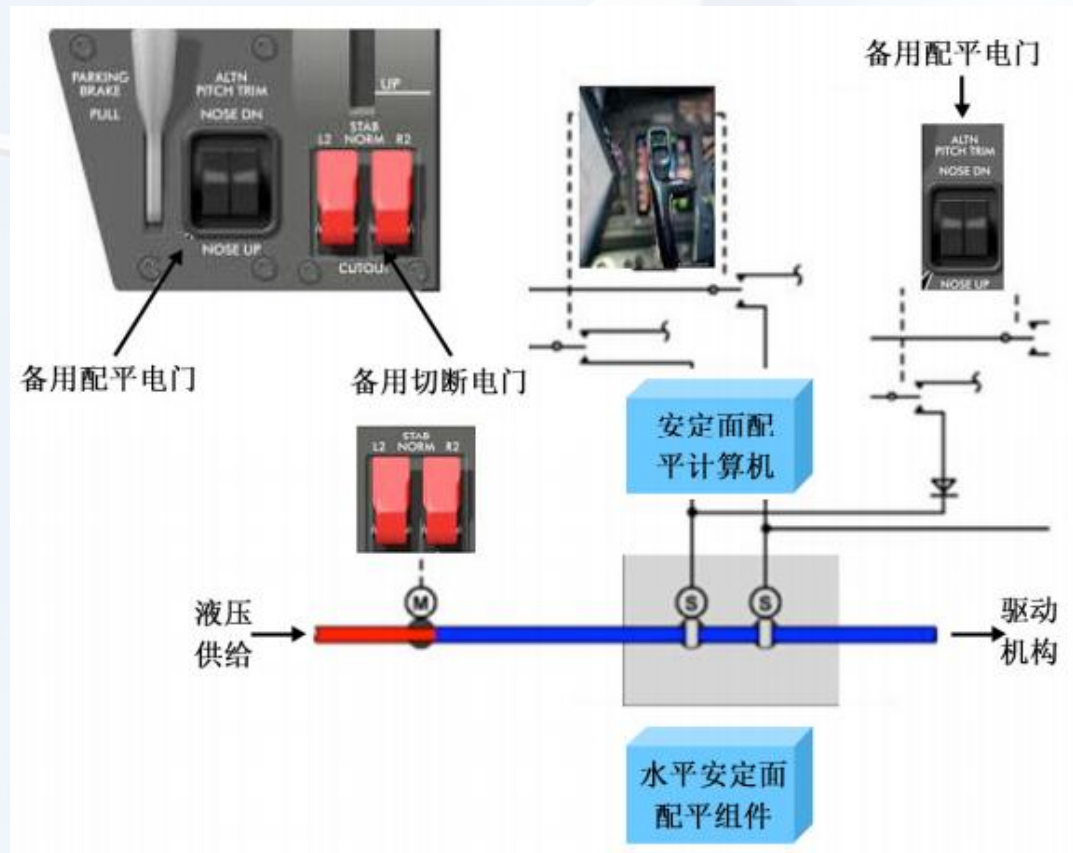 PARKING
BRAKE
PULL
ALTN
PITCH TRIM
NOSE DN
NOSE UP
UP
STAB
L2 NORM R2
CUTOUT
备用配平电门
备用切断电门
备用配平电门
ALTN
PITCH TRIM
NOSE DN
NOSE UP
安定面配
平计算机
STAB
L2 NORM R2
M
S
S
液压
供给
驱动
机构
水平安定面
配平组件